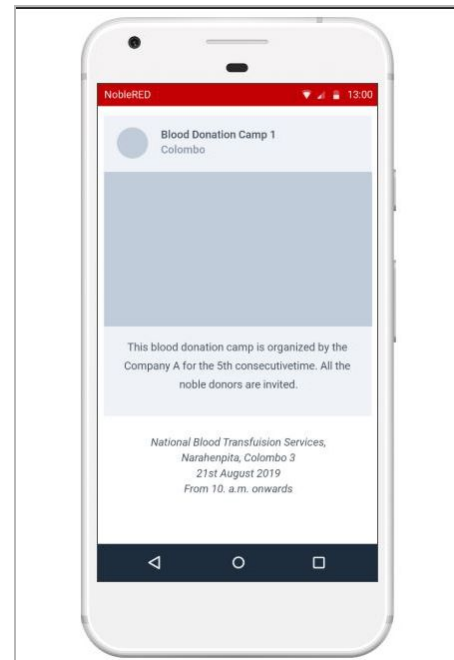 NobleRED 13:00
Blood Donation Camp 1
Colombo
This blood donation camp is organized by the
Company A for the 5th consecutivetime. All the
noble donors are invited.
National Blood Transfuision Services,
Narahenpita, Colombo 3
21st August 2019
From 10. a.m. onwards